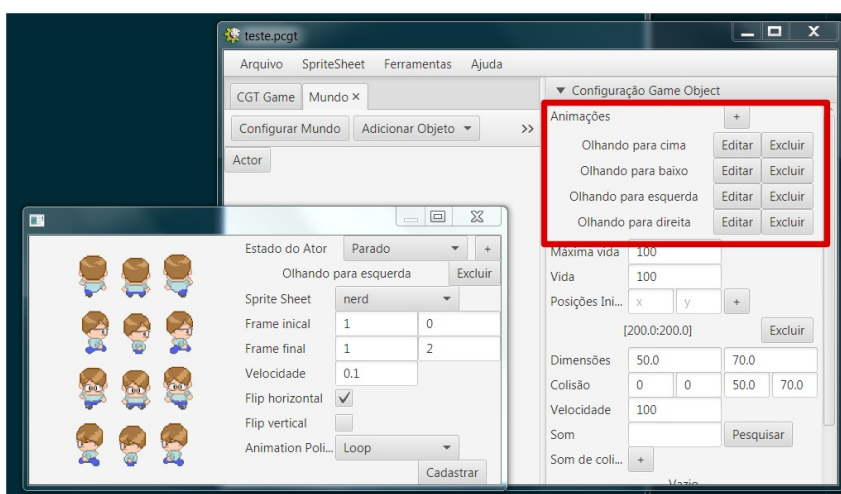 teste.pcgt
Arquivo SpriteSheet Ferramentas Ajuda
CGT Game Mundo ×
Configurar Mundo Adicionar Objeto >>
Actor
Configuração Game Object
Animações +
Olhando para cima Editar Excluir
Olhando para baixo Editar Excluir
Olhando para esquerda Editar Excluir
Olhando para direita Editar Excluir
Máxima vida 100
Vida 100
Posições Ini... x y +
[200.0:200.0] Excluir
Dimensões 50.0 70.0
Colisão 0 0 50.0 70.0
Velocidade 100
Som Pesquisar
Som de coli... +
Vazio
Estado do Ator Parado +
Olhando para esquerda Excluir
Sprite Sheet nerd
Frame inical 1 0
Frame final 1 2
Velocidade 0.1
Flip horizontal
Flip vertical
Animation Poli... Loop
Cadastrar